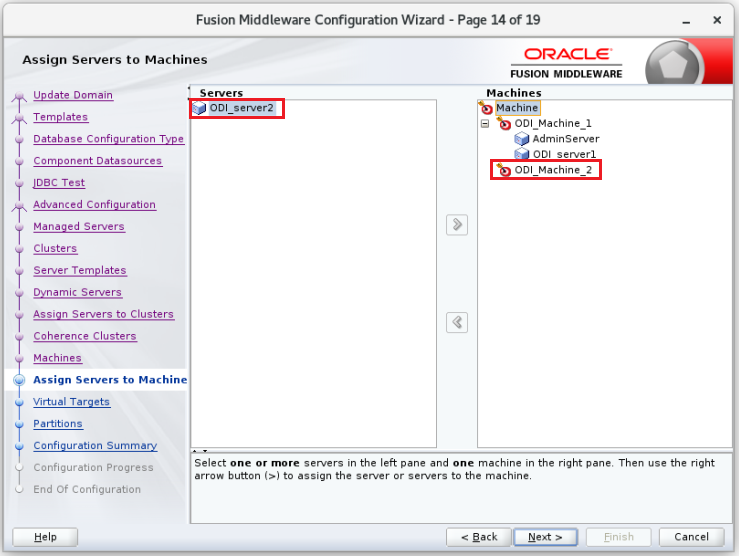 Fusion Middleware Configuration Wizard - Page 14 of 19
Assign Servers to Machines
ORACLE
FUSION MIDDLEWARE
Update Domain
Templates
Database Configuration Type
Component Datasources
JDBC Test
Advanced Configuration
Managed Servers
Clusters
Server Templates
Dynamic Servers
Assign Servers to Clusters
Coherence Clusters
Machines
Assign Servers to Machine
Virtual Targets
Partitions
Configuration Summary
Configuration Progress
End Of Configuration
Servers
ODI_server2
Machines
Machine
ODI_Machine_1
AdminServer
ODI_server1
ODI_Machine_2
Select one or more servers in the left pane and one machine in the right pane. Then use the right
arrow button (>) to assign the server or servers to the machine.
Help
< Back
Next >
Finish
Cancel